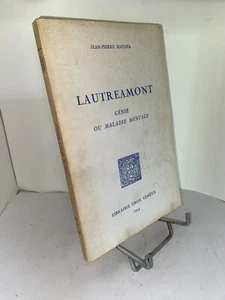 JEAN-PIERRE SOULIER
LAUTREAMONT
GÉNIE
OU MALADIE MENTALE
LIBRAIRIE DROZ GENÈVE
1964